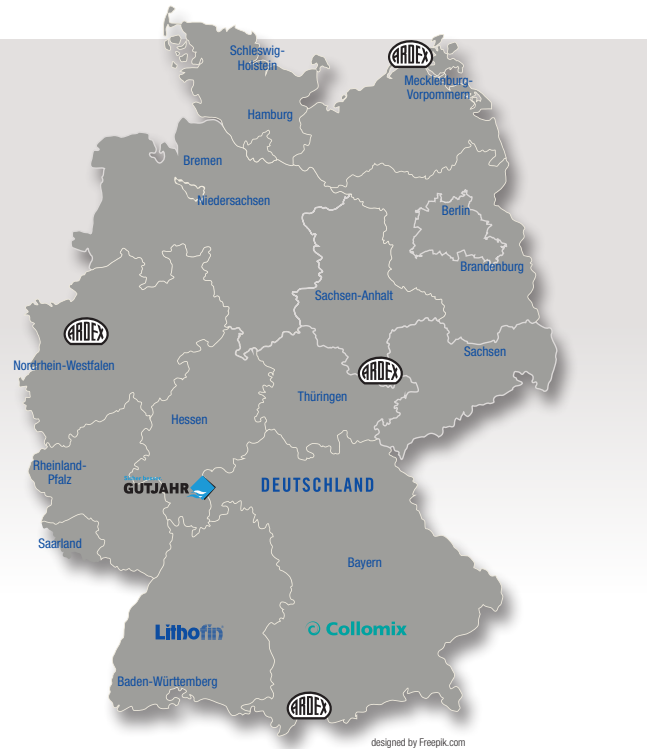 Schleswig-
Holstein
ARDEX
Mecklenburg-
Vorpommern
Hamburg
Bremen
Niedersachsen
Berlin
Brandenburg
Sachsen-Anhalt
ARDEX
Nordrhein-Westfalen
Sachsen
ARDEX
Thüringen
Hessen
Rheinland-
Pfalz
GUTJAHR
DEUTSCHLAND
Saarland
Bayern
Lithofin
Collomix
Baden-Württemberg
ARDEX
designed by Freepik.com